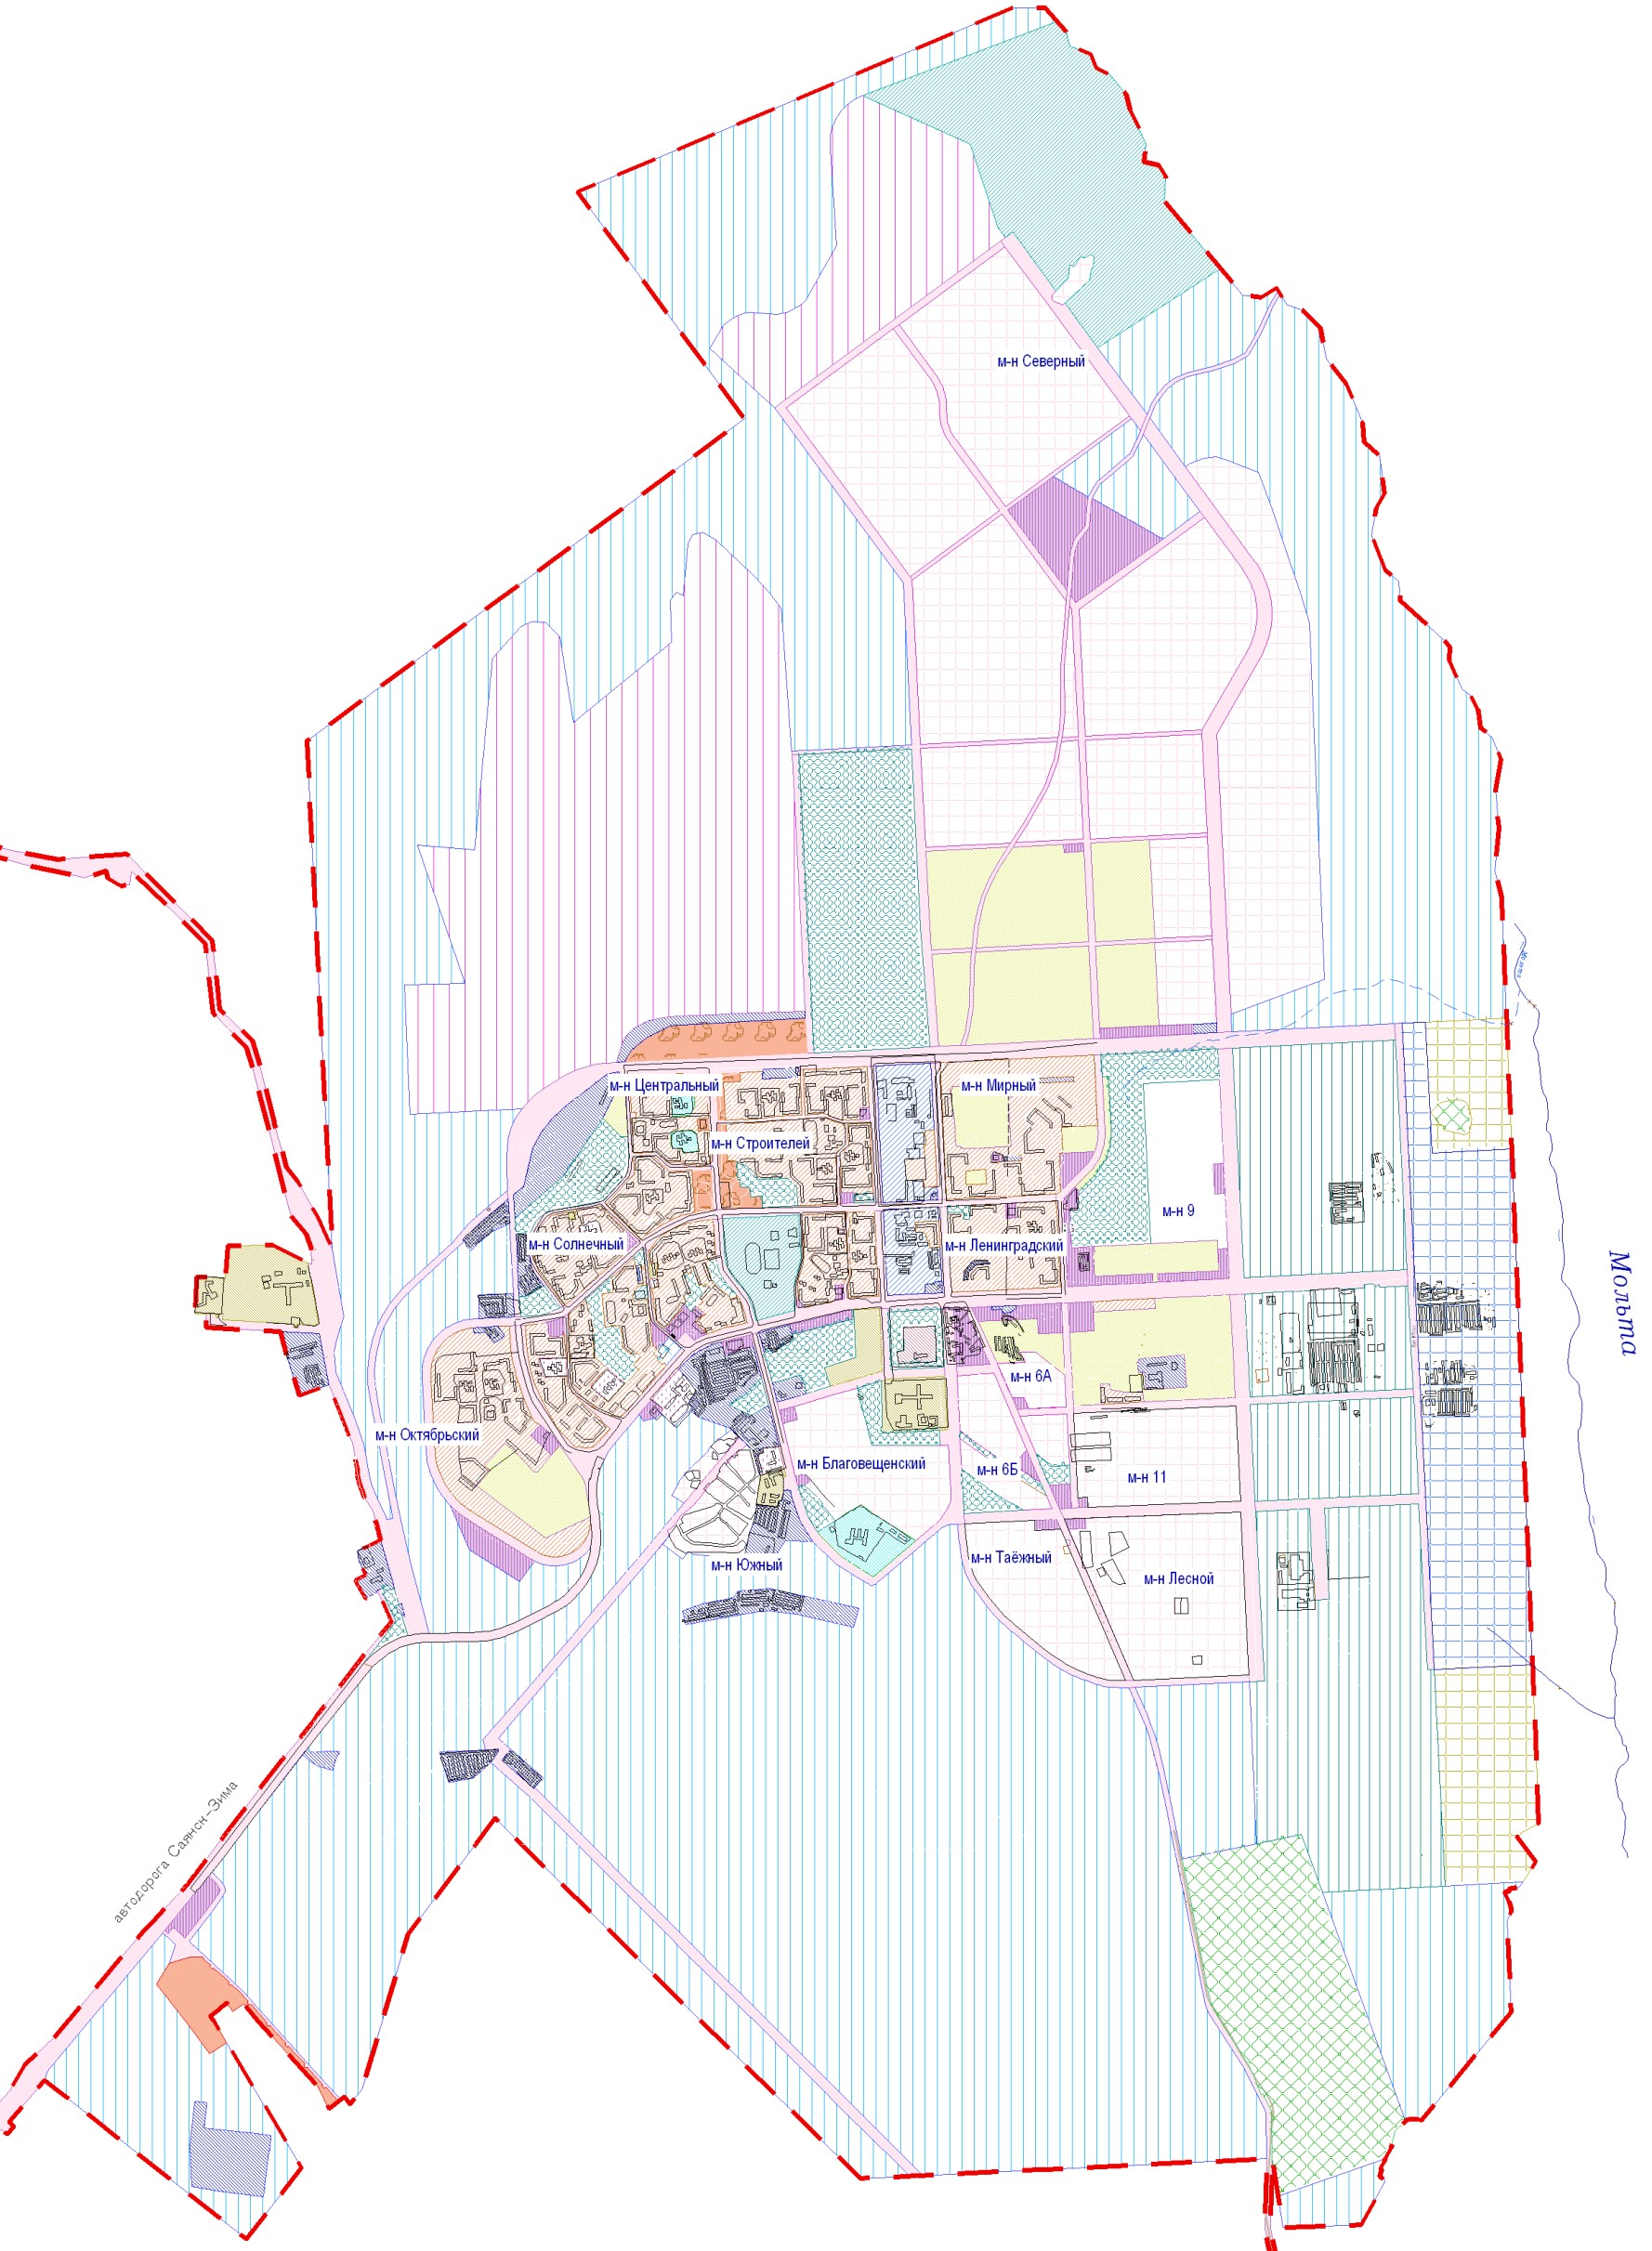 м-н Северный
м-н Центральный
м-н Мирный
м-н Строителей
м-н 9
м-н Солнечный
м-н Ленинградский
Мольта
м-н 6А
м-н Октябрьский
м-н Благовещенский
м-н 6Б
м-н 11
м-н Южный
м-н Таёжный
м-н Лесной
автодорога Саянск-Зима